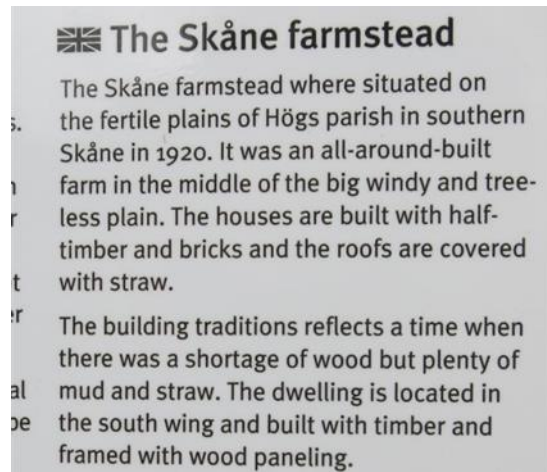 The Skåne farmstead
The Skåne farmstead where situated on
the fertile plains of Högs parish in southern
Skåne in 1920. It was an all-around-built
farm in the middle of the big windy and tree-
less plain. The houses are built with half-
timber and bricks and the roofs are covered
with straw.
The building traditions reflects a time when
there was a shortage of wood but plenty of
mud and straw. The dwelling is located in
the south wing and built with timber and
framed with wood paneling.